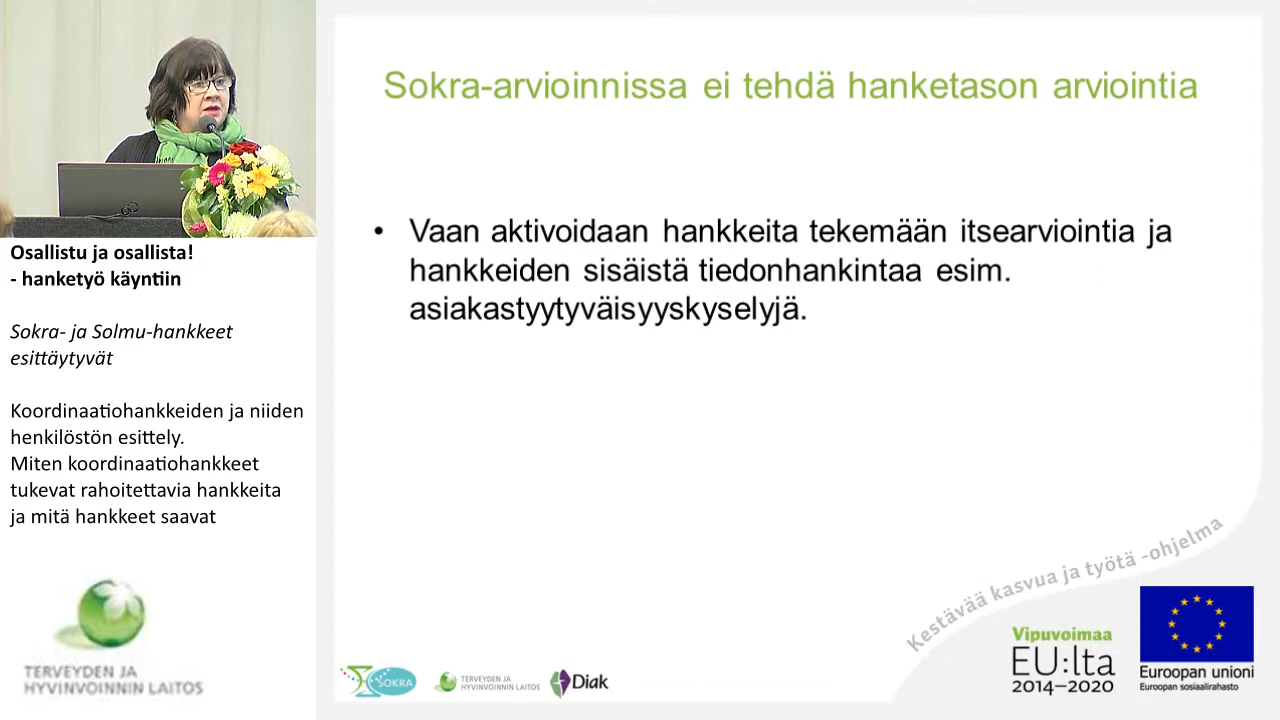 Sokra-arvioinnissa ei tehdä hanketason arviointia
• Vaan aktivoidaan hankkeita tekemään itsearviointia ja
hankkeiden sisäistä tiedonhankintaa esim.
asiakastyytyväisyyskyselyjä.
Osallistu ja osallista!
- hanketyö käyntiin
Sokra- ja Solmu-hankkeet
esittäytyvät
Koordinaatiohankkeiden ja niiden
henkilöstön esittely.
Miten koordinaatiohankkeet
tukevat rahoitettavia hankkeita
ja mitä hankkeet saavat
TERVEYDEN JA
HYVINVOINNIN LAITOS
SOKRA
TERVEYDEN JA
HYVINVOINNIN LAITOS
Diak
Kestävää kasvua ja työtä -ohjelma
Vipuvoimaa
EU:lta
2014–2020
Euroopan unioni
Euroopan sosiaalirahasto